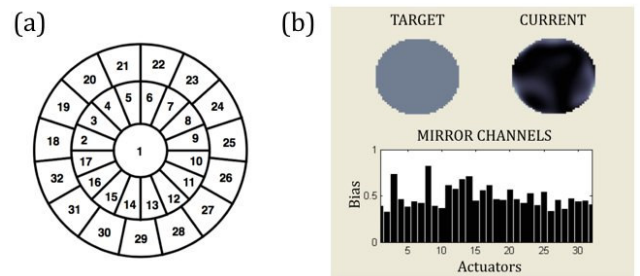 (a)
21 22
20 23
19 4 5 6 7 24
3 8
18 2 1 9 25
17 10
32 16 11 26
15 14 13 12
31 27
30 29 28
(b)
TARGET CURRENT
MIRROR CHANNELS
1
0.5
0
Bias
5 10 15 20 25 30
Actuators